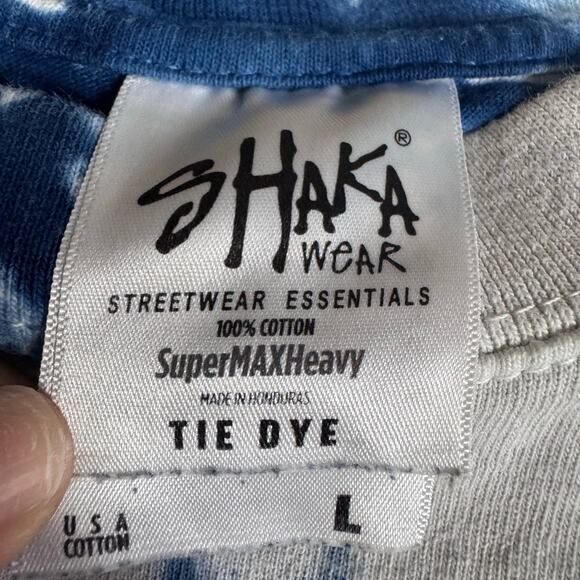 SHAKA®
WEAR
STREETWEAR ESSENTIALS
100% COTTON
SuperMAXHeavy
MADE IN HONDURAS
TIE DYE
USA
COTTON
L